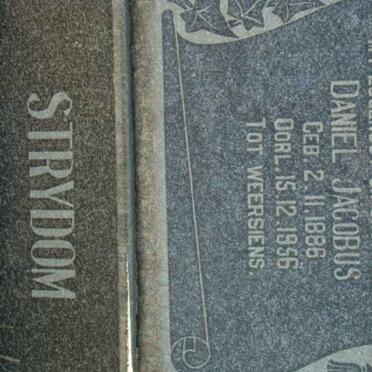 STRYDOM
DANIEL JACOBUS
GEB. 2.11.1886
OORL. 15.12.1956
TOT WEERSIENS.